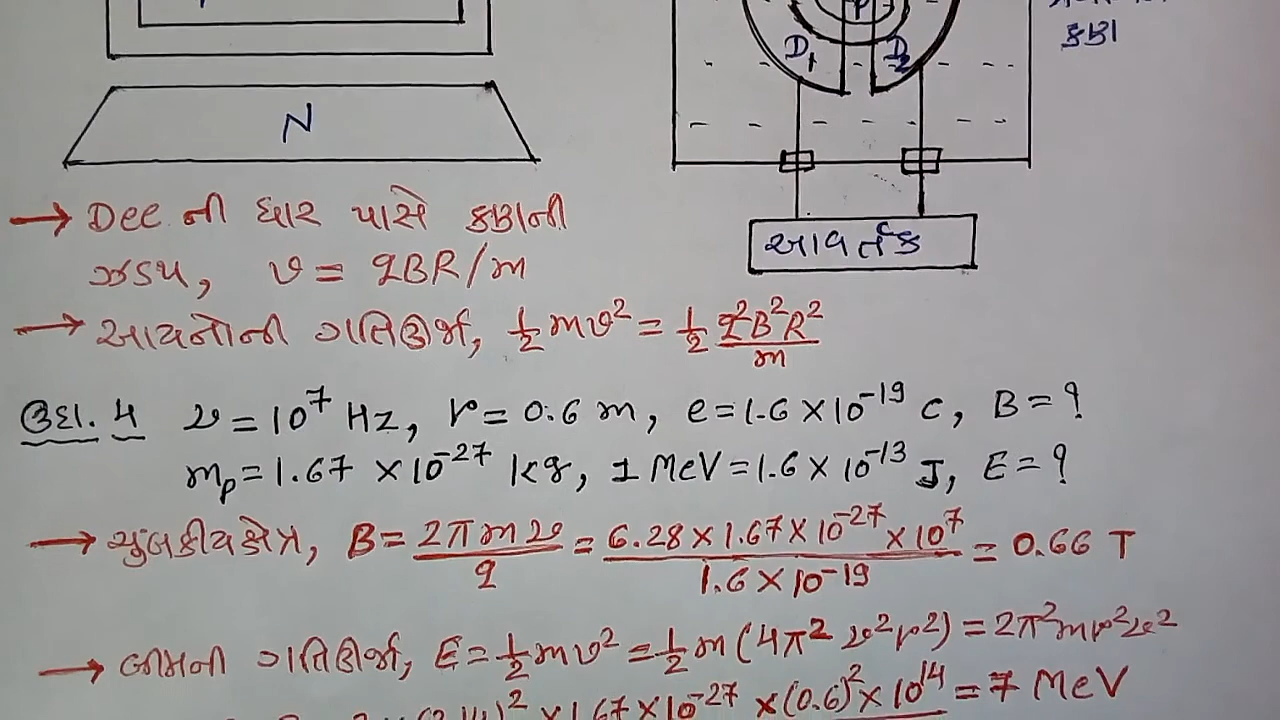 N
P
D₁ D₂
કણ
આવર્તક
→ Dee ની ધાર પાસે કણની
ઝડપ, v = qBR/m
→ આયનોની ગતિઊર્જા, ½mv² = ½ q²B²R²/m
ઉદા. ૫ ν = 10⁷ Hz, r = 0.6 m, e = 1.6 × 10⁻¹⁹ C, B = ?
mₚ = 1.67 × 10⁻²⁷ kg, 1 MeV = 1.6 × 10⁻¹³ J, E = ?
→ ચુંબકીયક્ષેત્ર, B = 2πmν/q = 6.28 × 1.67 × 10⁻²⁷ × 10⁷ / 1.6 × 10⁻¹⁹ = 0.66 T
→ બીમની ગતિઊર્જા, E = ½mv² = ½m(4π²ν²r²) = 2π²mr²ν²
× 1.67 × 10⁻²⁷ × (0.6)² × 10¹⁴ = 7 MeV